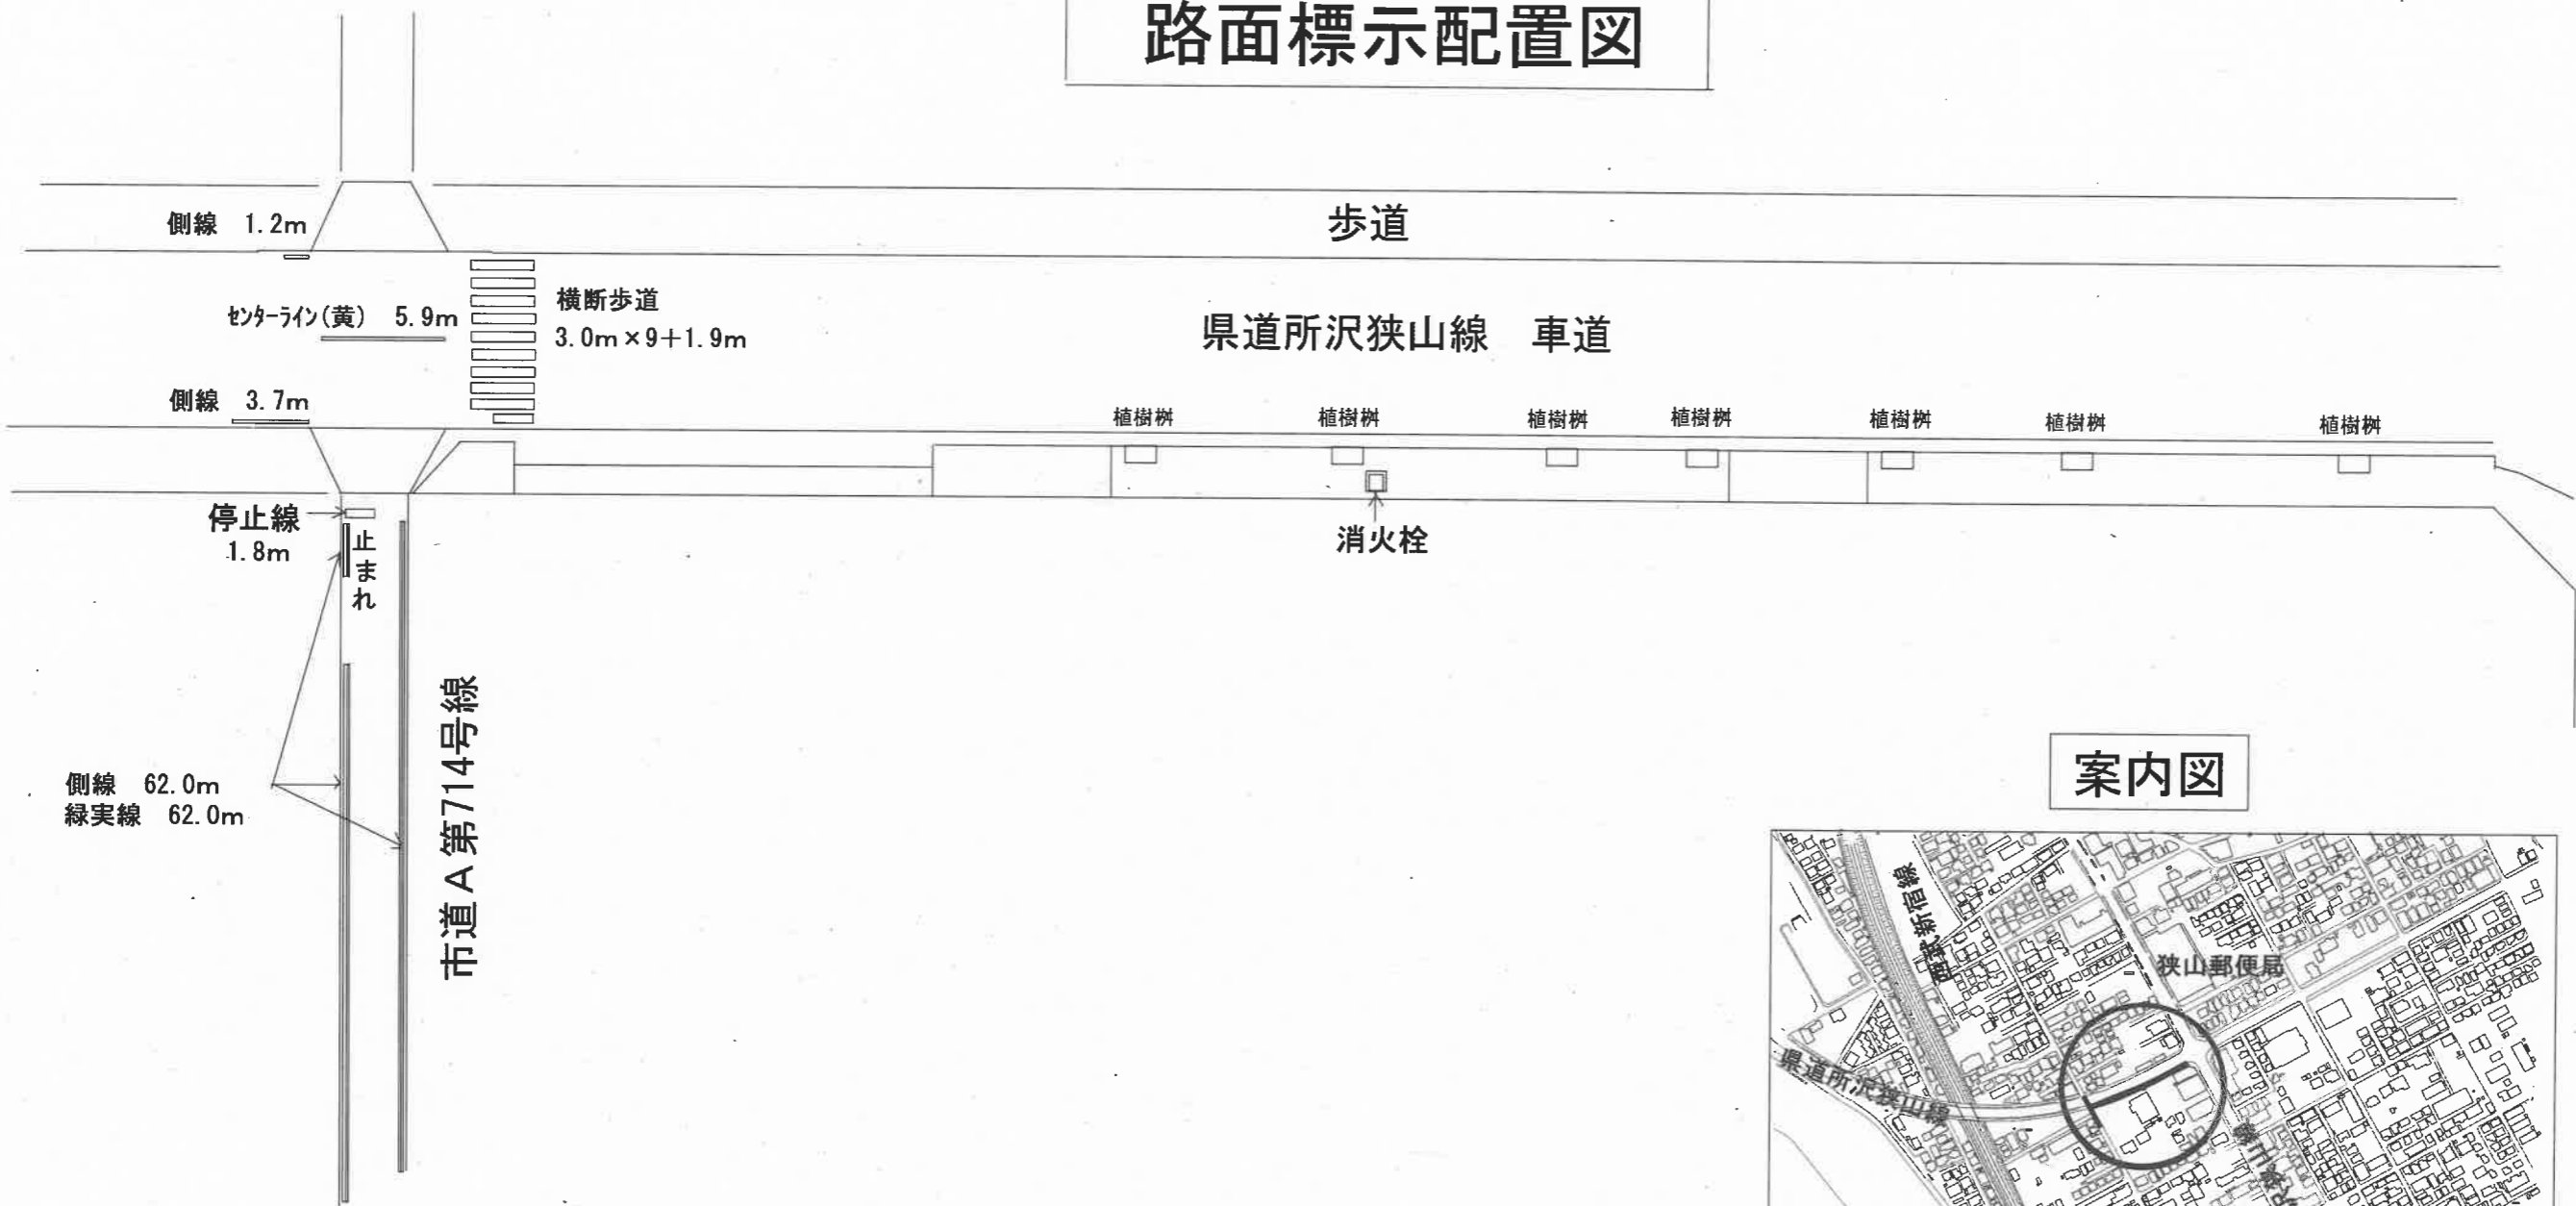 路面標示配置図
側線 1.2m
歩道
センターライン(黄) 5.9m
横断歩道
3.0m×9+1.9m
県道所沢狭山線 車道
側線 3.7m
植樹桝
植樹桝
植樹桝
植樹桝
植樹桝
植樹桝
植樹桝
停止線
1.8m
止まれ
消火栓
市道A第714号線
側線 62.0m
緑実線 62.0m
案内図
西武新宿線
狭山郵便局
県道所沢狭山線